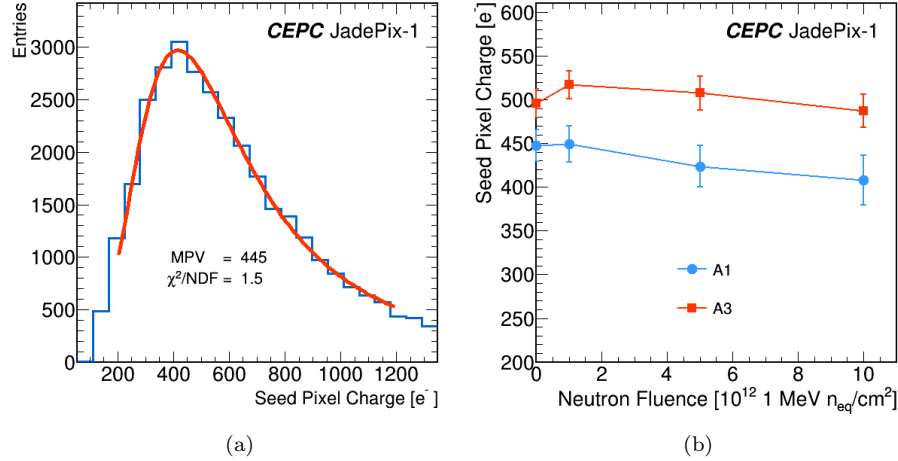 Entries
3000
2500
2000
1500
1000
500
0
CEPC JadePix-1
MPV = 445
χ²/NDF = 1.5
200 400 600 800 1000 1200
Seed Pixel Charge [e⁻]
(a)
Seed Pixel Charge [e⁻]
600
550
500
450
400
350
300
250
200
CEPC JadePix-1
A1
A3
0 2 4 6 8 10
Neutron Fluence [10¹² 1 MeV nₑq/cm²]
(b)